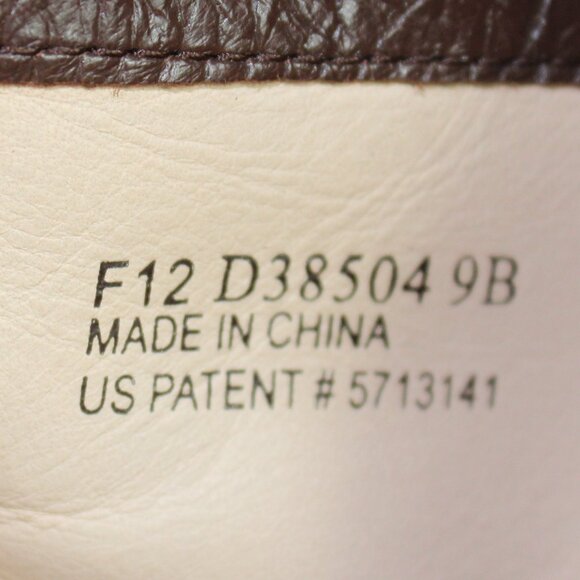 F12 D38504 9B
MADE IN CHINA
US PATENT # 5713141